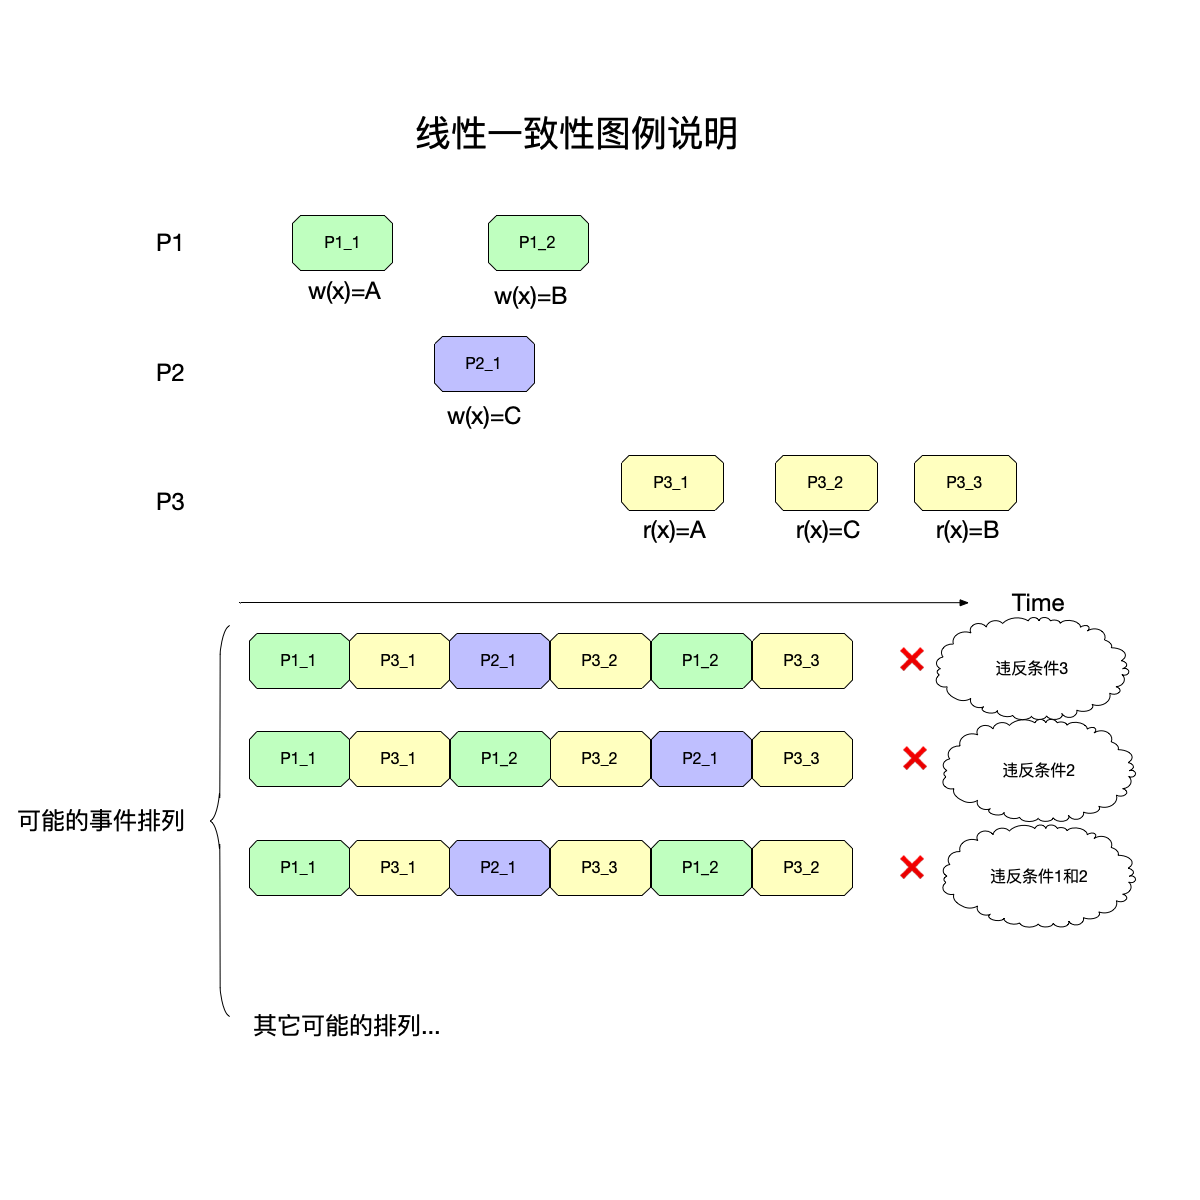 线性一致性图例说明
P1
P1_1
P1_2
w(x)=A
w(x)=B
P2
P2_1
w(x)=C
P3
P3_1
P3_2
P3_3
r(x)=A
r(x)=C
r(x)=B
Time
P1_1
P3_1
P2_1
P3_2
P1_2
P3_3
违反条件3
P1_1
P3_1
P1_2
P3_2
P2_1
P3_3
违反条件2
可能的事件排列
P1_1
P3_1
P2_1
P3_3
P1_2
P3_2
违反条件1和2
其它可能的排列...